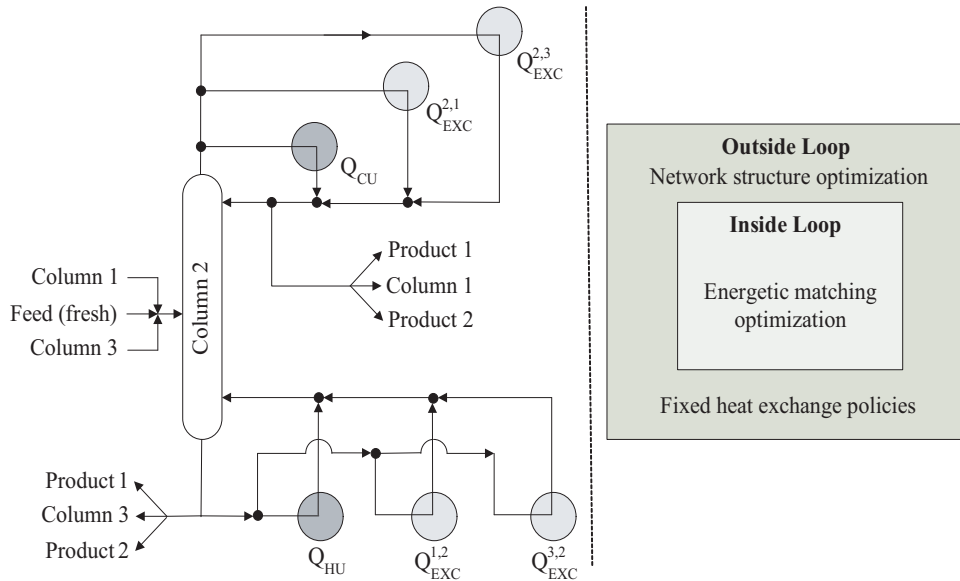 Q_EXC^2,3
Q_EXC^2,1
Q_CU
Column 2
Column 1
Feed (fresh)
Column 3
Product 1
Column 1
Product 2
Product 1
Column 3
Product 2
Q_HU
Q_EXC^1,2
Q_EXC^3,2
Outside Loop
Network structure optimization
Inside Loop
Energetic matching
optimization
Fixed heat exchange policies